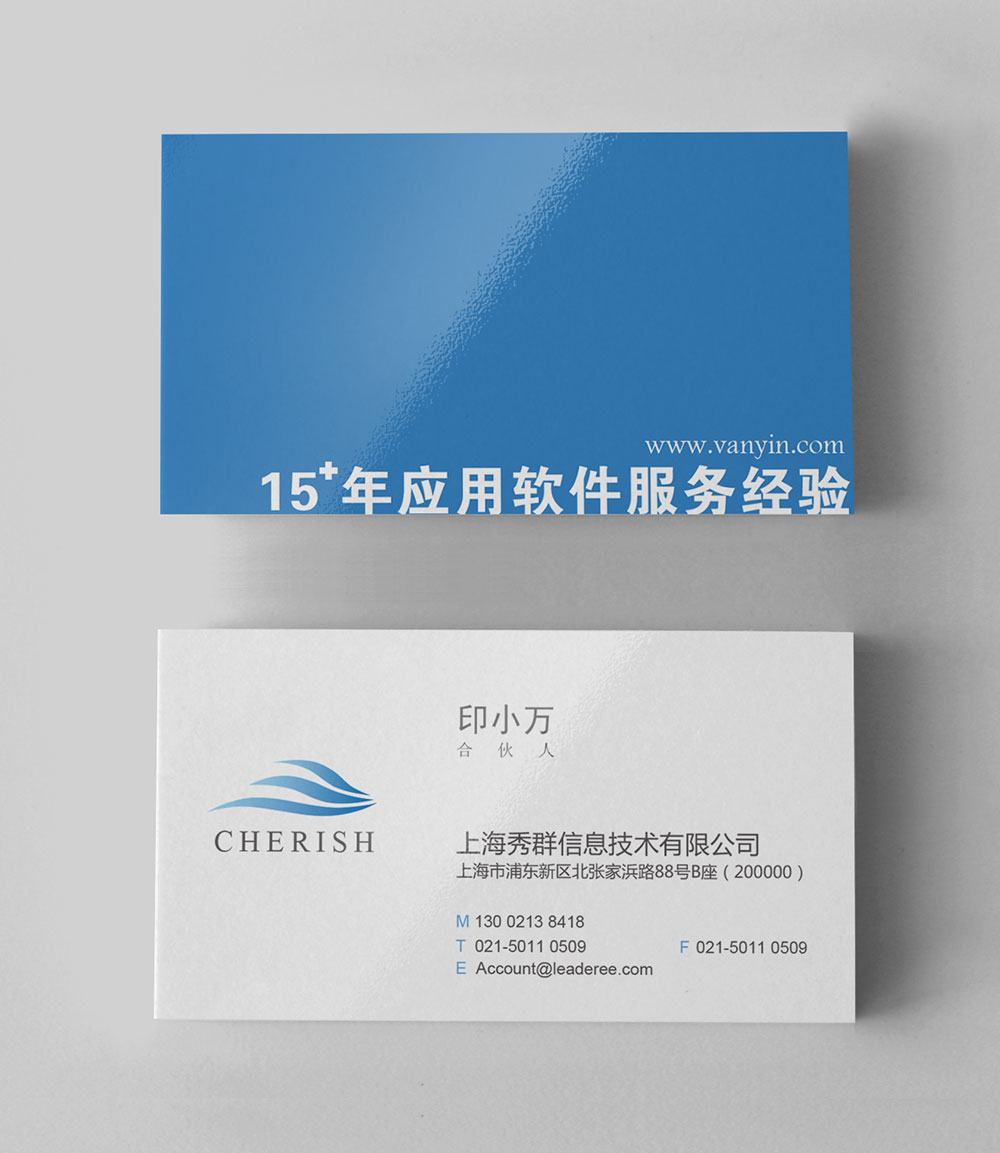 www.vanyin.com
15+年应用软件服务经验
印小万
合伙人
CHERISH
上海秀群信息技术有限公司
上海市浦东新区北张家浜路88号B座（200000）
M 130 0213 8418
T 021-5011 0509 F 021-5011 0509
E Account@leaderee.com